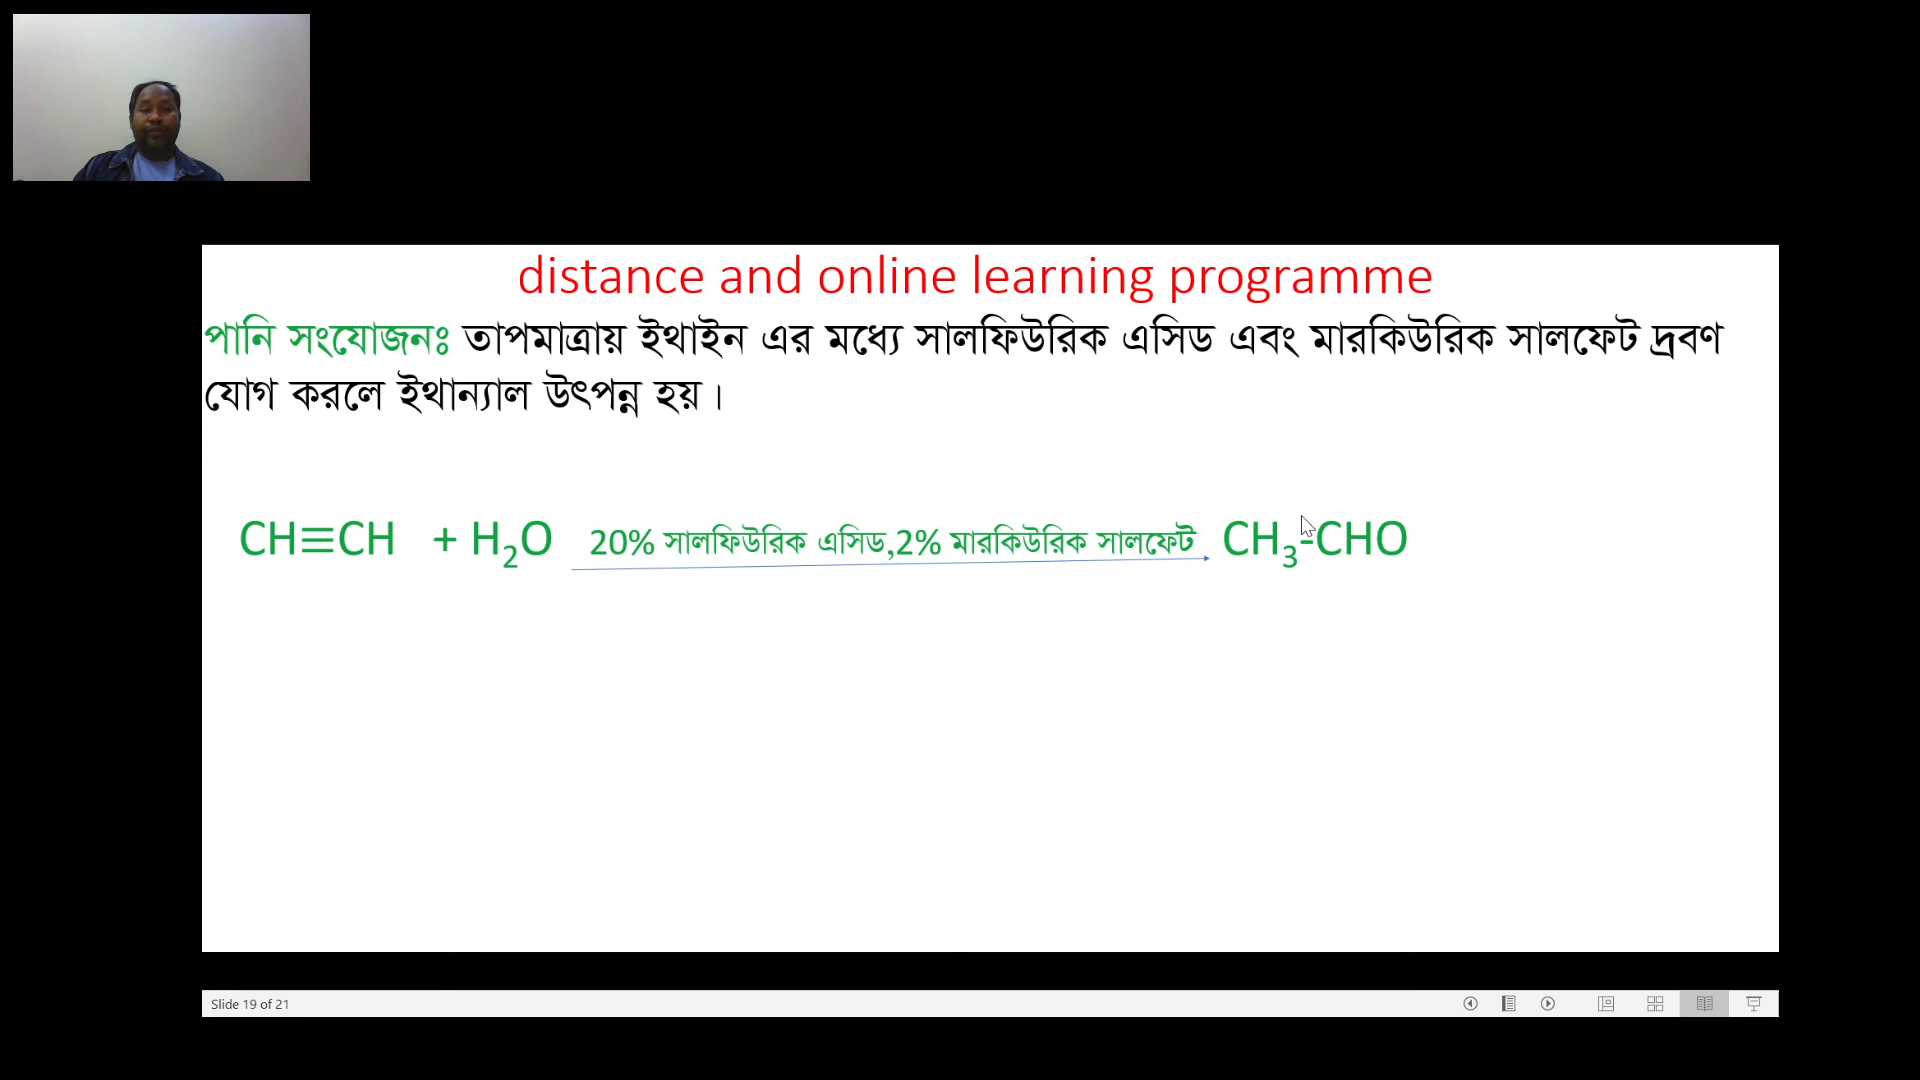 distance and online learning programme
পানি সংযোজনঃ তাপমাত্রায় ইথাইন এর মধ্যে সালফিউরিক এসিড এবং মারকিউরিক সালফেট দ্রবণ
যোগ করলে ইথান্যাল উৎপন্ন হয়।
CH≡CH + H₂O 20% সালফিউরিক এসিড,2% মারকিউরিক সালফেট CH₃-CHO
Slide 19 of 21